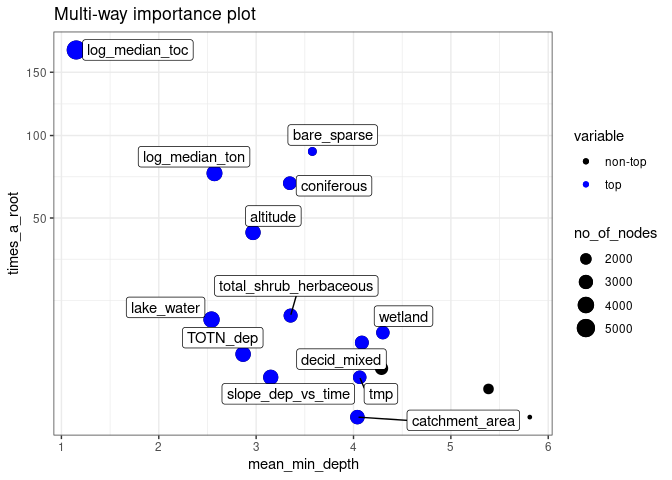 Multi-way importance plot
log_median_toc
150
bare_sparse
100
log_median_ton
coniferous
altitude
50
total_shrub_herbaceous
lake_water
wetland
TOTN_dep
decid_mixed
slope_dep_vs_time
tmp
catchment_area
times_a_root
1
2
3
4
5
6
mean_min_depth
variable
non-top
top
no_of_nodes
2000
3000
4000
5000